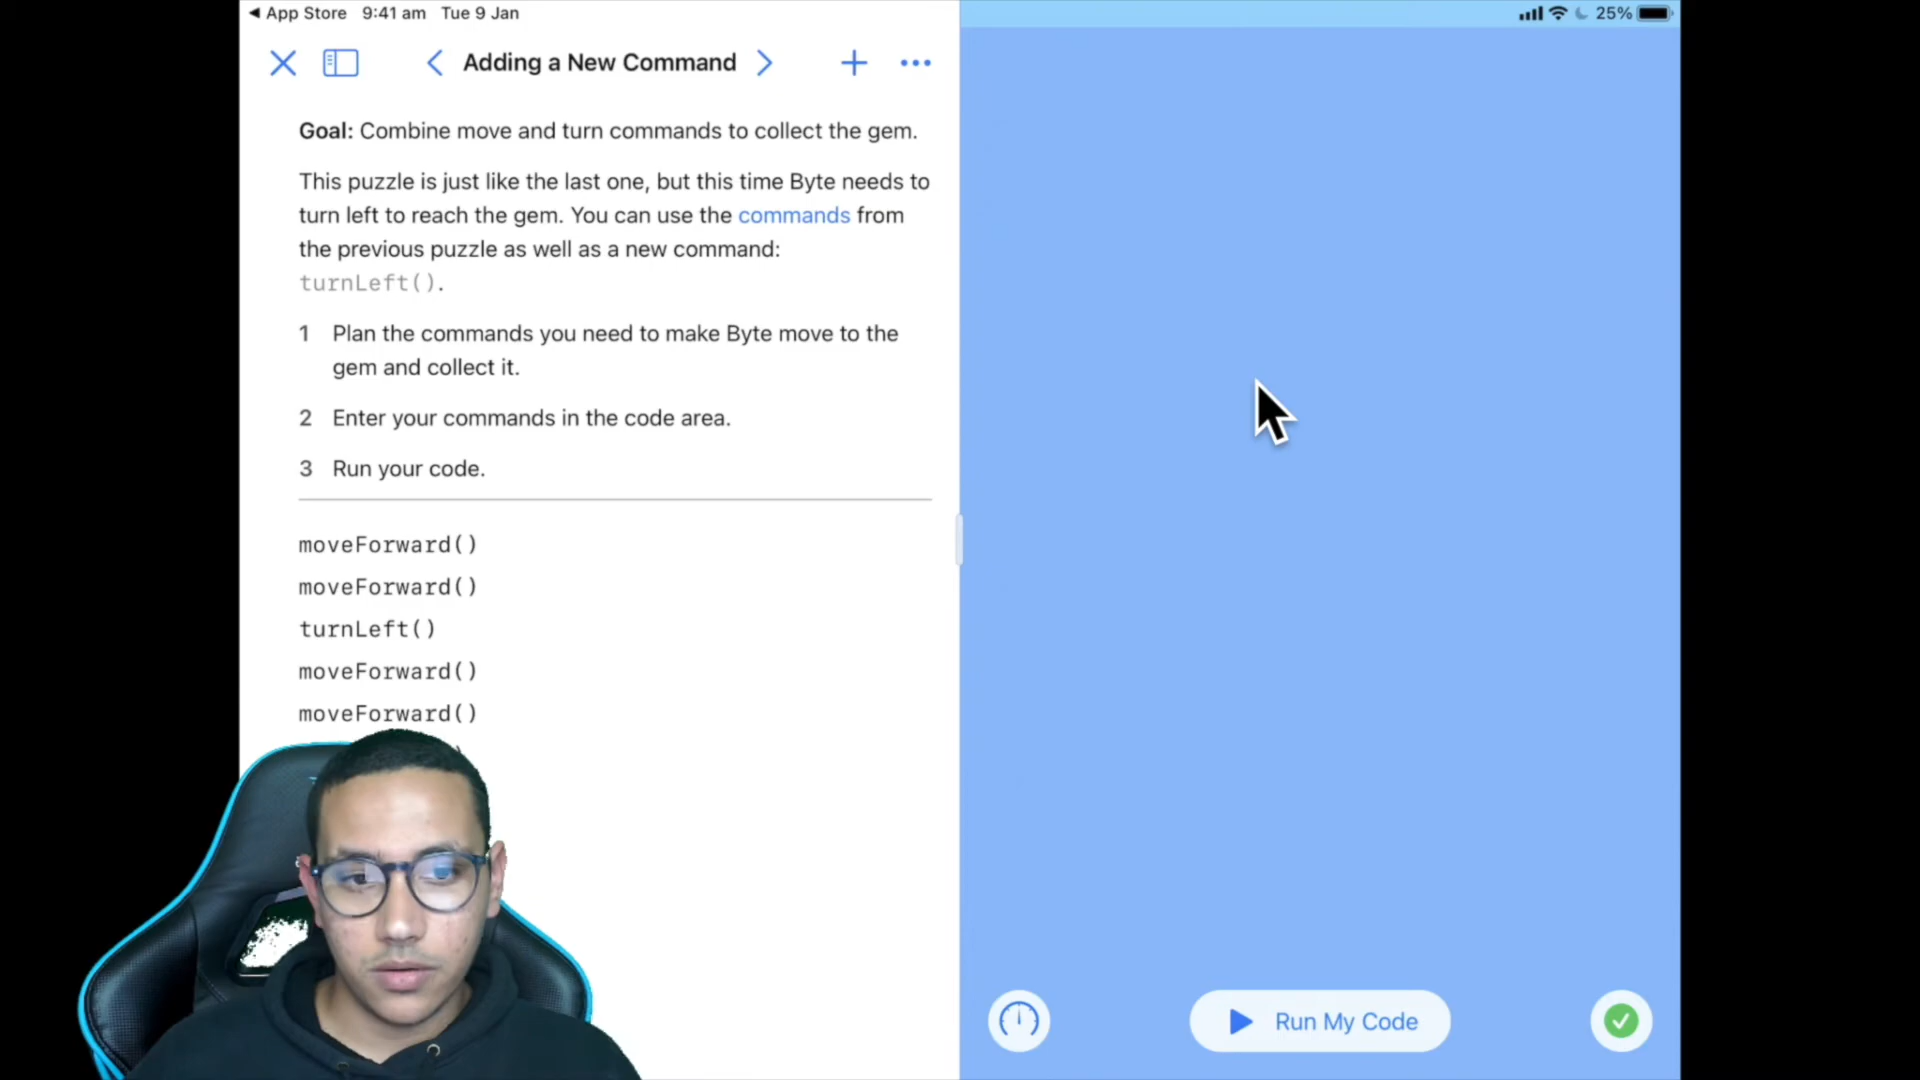 ◀ App Store 9:41 am Tue 9 Jan
25%
Adding a New Command
Goal: Combine move and turn commands to collect the gem.
This puzzle is just like the last one, but this time Byte needs to
turn left to reach the gem. You can use the commands from
the previous puzzle as well as a new command:
turnLeft().
1 Plan the commands you need to make Byte move to the
gem and collect it.
2 Enter your commands in the code area.
3 Run your code.
moveForward()
moveForward()
turnLeft()
moveForward()
moveForward()
Run My Code